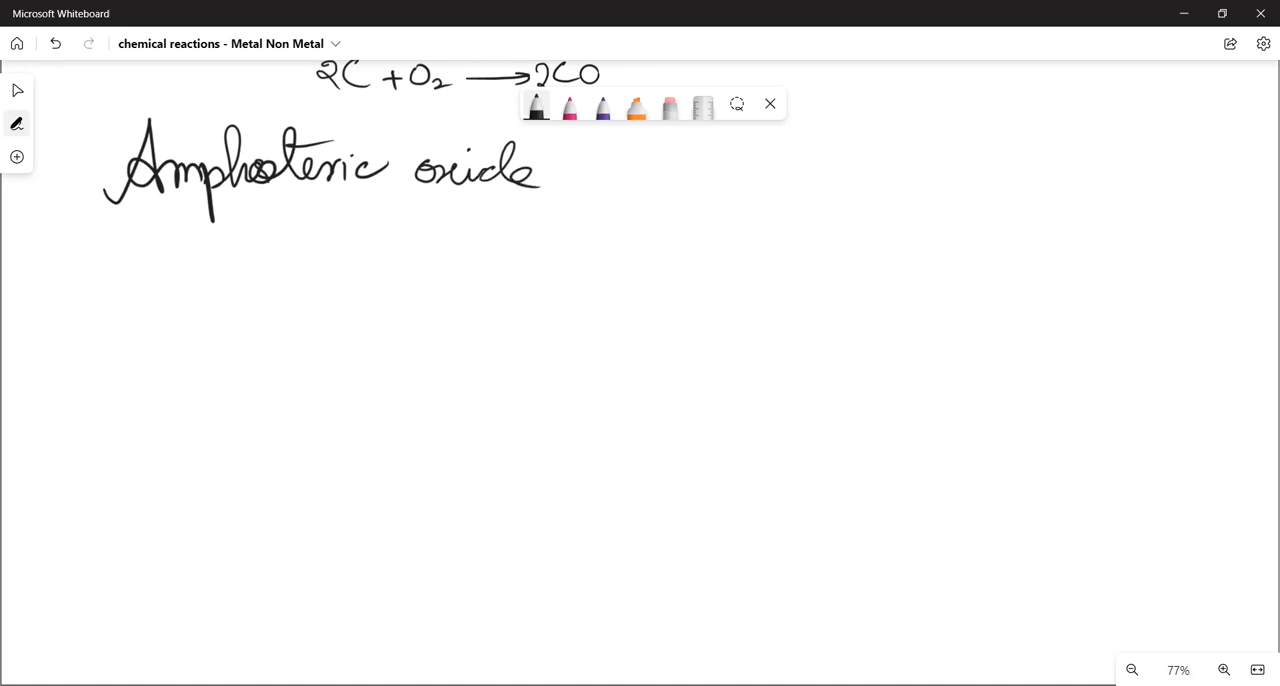 Microsoft Whiteboard
chemical reactions - Metal Non Metal
2C + O₂ ⟶ 2CO
Amphoteric oxide
77%